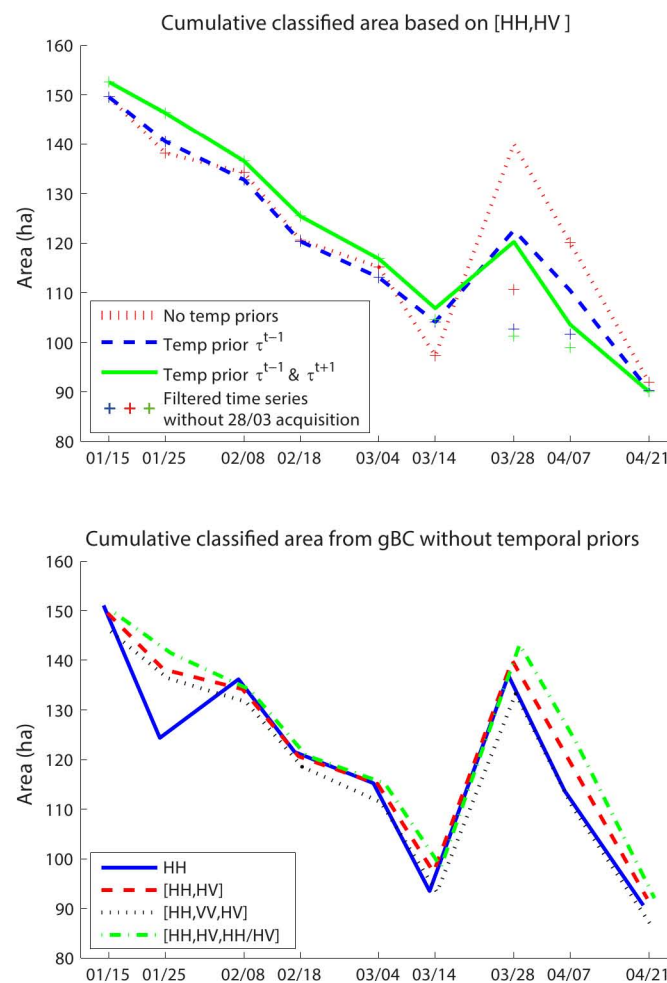 Cumulative classified area based on [HH,HV ]
160
150
140
130
120
110
100
90
80
Area (ha)
No temp priors
Temp prior τt−1
Temp prior τt−1 & τt+1
Filtered time series
without 28/03 acquisition
01/15 01/25 02/08 02/18 03/04 03/14 03/28 04/07 04/21
Cumulative classified area from gBC without temporal priors
160
150
140
130
120
110
100
90
80
Area (ha)
HH
[HH,HV]
[HH,VV,HV]
[HH,HV,HH/HV]
01/15 01/25 02/08 02/18 03/04 03/14 03/28 04/07 04/21